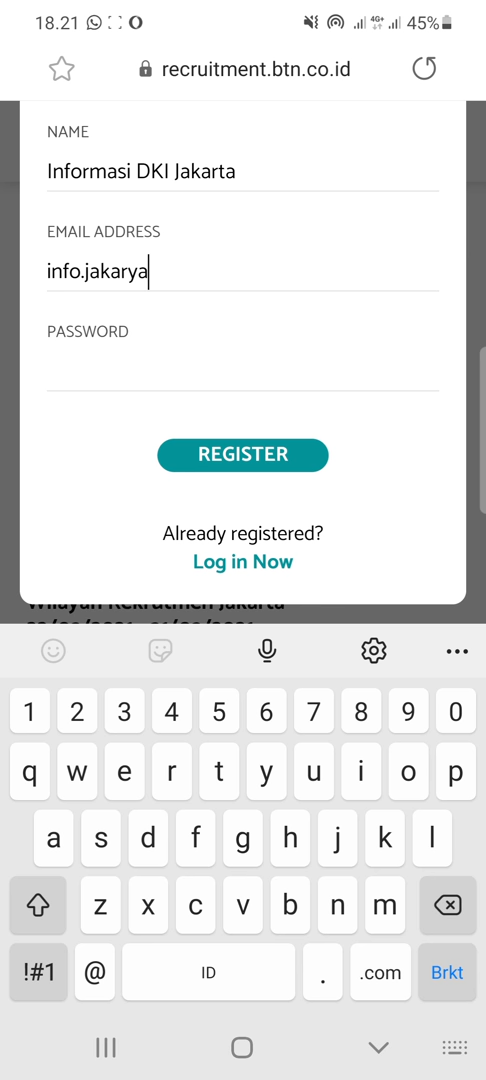 18.21
4G+
45%
recruitment.btn.co.id
NAME
Informasi DKI Jakarta
EMAIL ADDRESS
info.jakarya
PASSWORD
REGISTER
Already registered?
Log in Now
Wilayah Rekrutmen Jakarta
1 2 3 4 5 6 7 8 9 0
q w e r t y u i o p
a s d f g h j k l
z x c v b n m
!#1 @ ID . .com Brkt